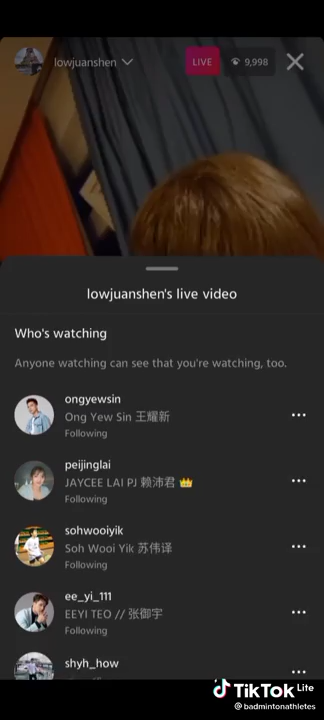 lowjuanshen
LIVE
9,998
lowjuanshen's live video
Who's watching
Anyone watching can see that you're watching, too.
ongyewsin
Ong Yew Sin 王耀新
Following
peijinglai
JAYCEE LAI PJ 赖沛君 👑
Following
sohwooiyik
Soh Wooi Yik 苏伟译
Following
ee_yi_111
EEYI TEO // 张御宇
Following
shyh_how
TikTok Lite
@badmintonathletes